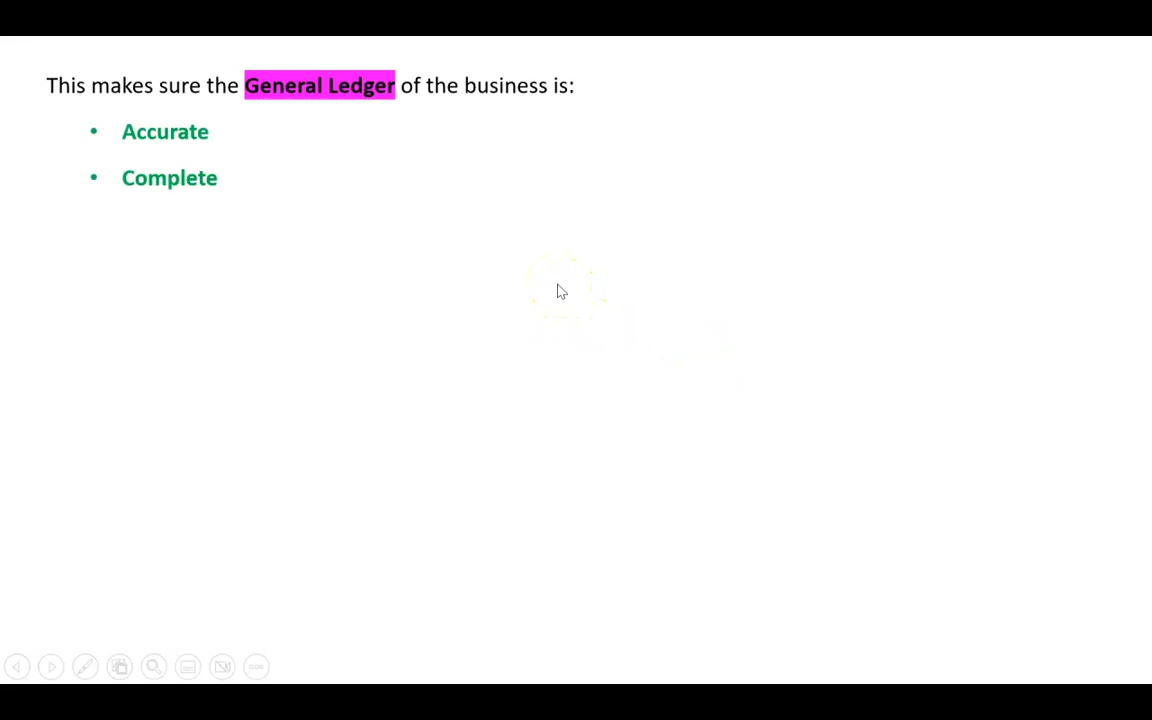 This makes sure the General Ledger of the business is:
• Accurate
• Complete